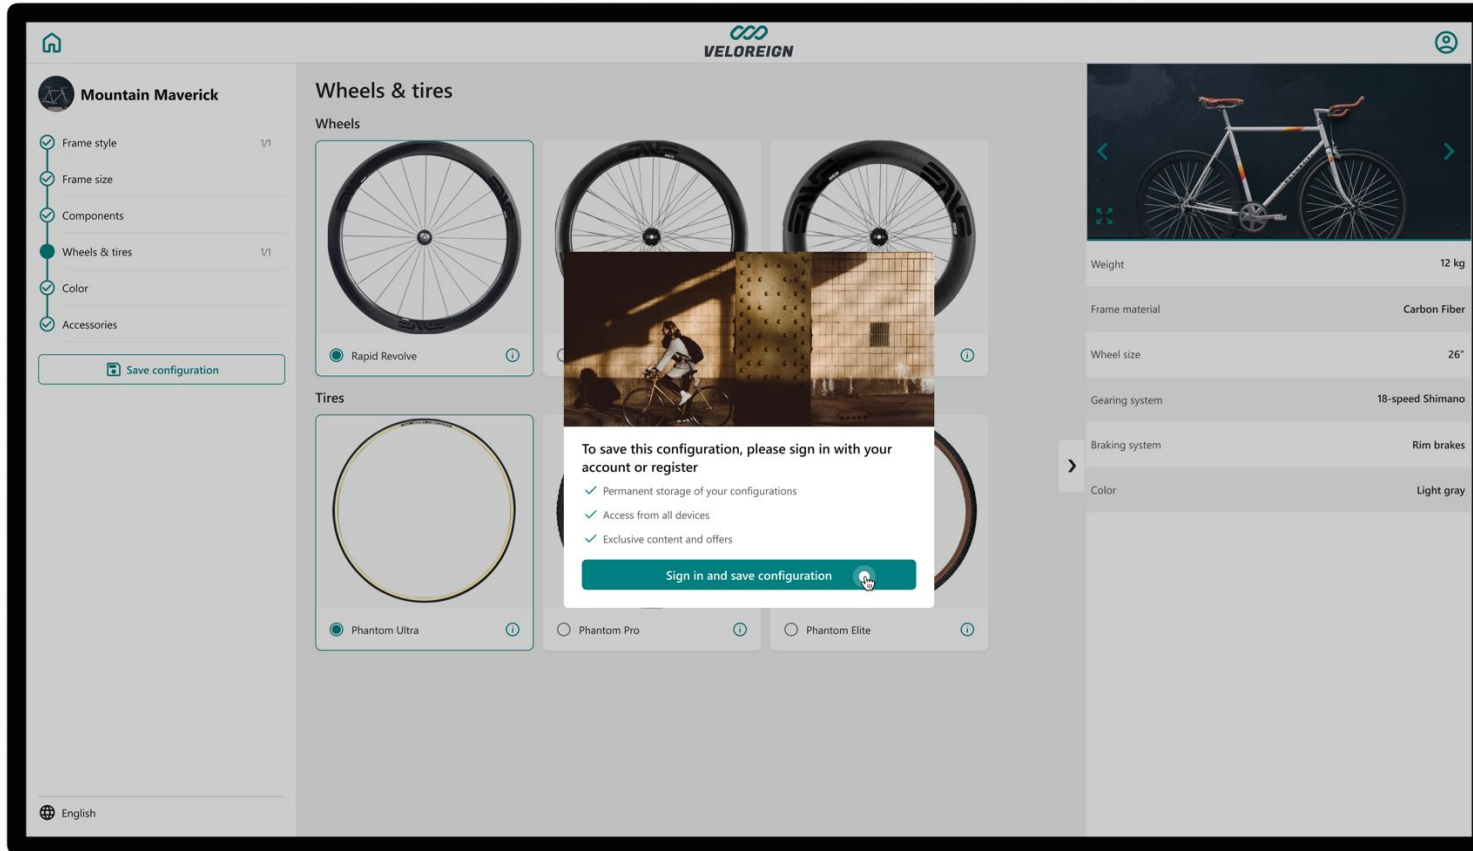 VELOREIGN
Mountain Maverick
Frame style 1/1
Frame size
Components
Wheels & tires 1/1
Color
Accessories
Save configuration
English
Wheels & tires
Wheels
Rapid Revolve
Tires
Phantom Ultra
Phantom Pro
Phantom Elite
To save this configuration, please sign in with your
account or register
Permanent storage of your configurations
Access from all devices
Exclusive content and offers
Sign in and save configuration
Weight 12 kg
Frame material Carbon Fiber
Wheel size 26"
Gearing system 18-speed Shimano
Braking system Rim brakes
Color Light gray